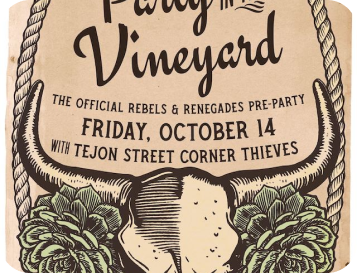 Party IN THE
Vineyard
THE OFFICIAL REBELS & RENEGADES PRE-PARTY
FRIDAY, OCTOBER 14
WITH TEJON STREET CORNER THIEVES